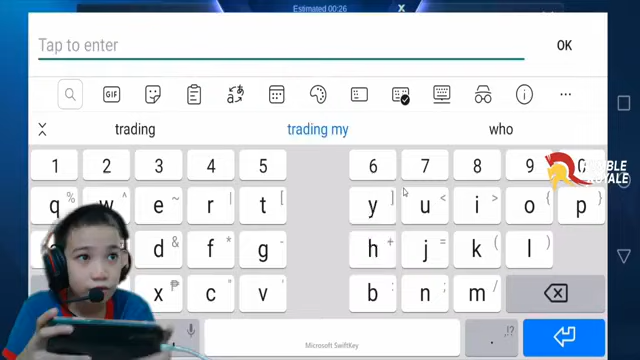 Estimated 00:26 X
Tap to enter OK
GIF
trading trading my who
1 2 3 4 5 6 7 8 9 0
q % w ^ e ~ r | t [ y ] u < i > o { p }
d & f * g - h + j = k ( l )
x ₱ c " v ' b : n ; m /
, Microsoft SwiftKey . ,!?
ROYALE